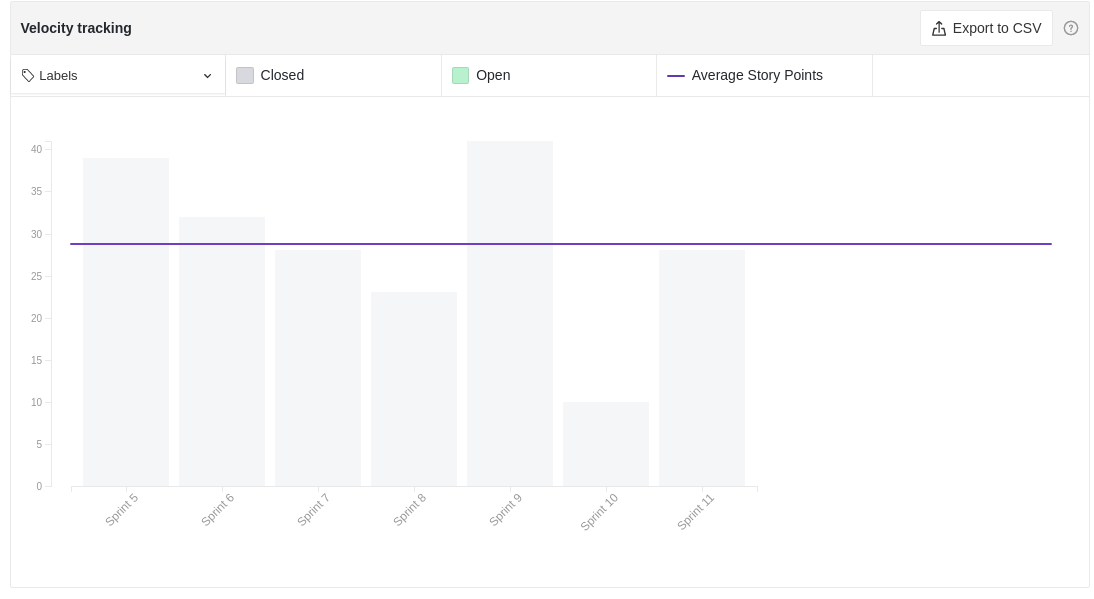 Velocity tracking
Export to CSV
Labels
Closed
Open
Average Story Points
40
35
30
25
20
15
10
5
0
Sprint 5
Sprint 6
Sprint 7
Sprint 8
Sprint 9
Sprint 10
Sprint 11